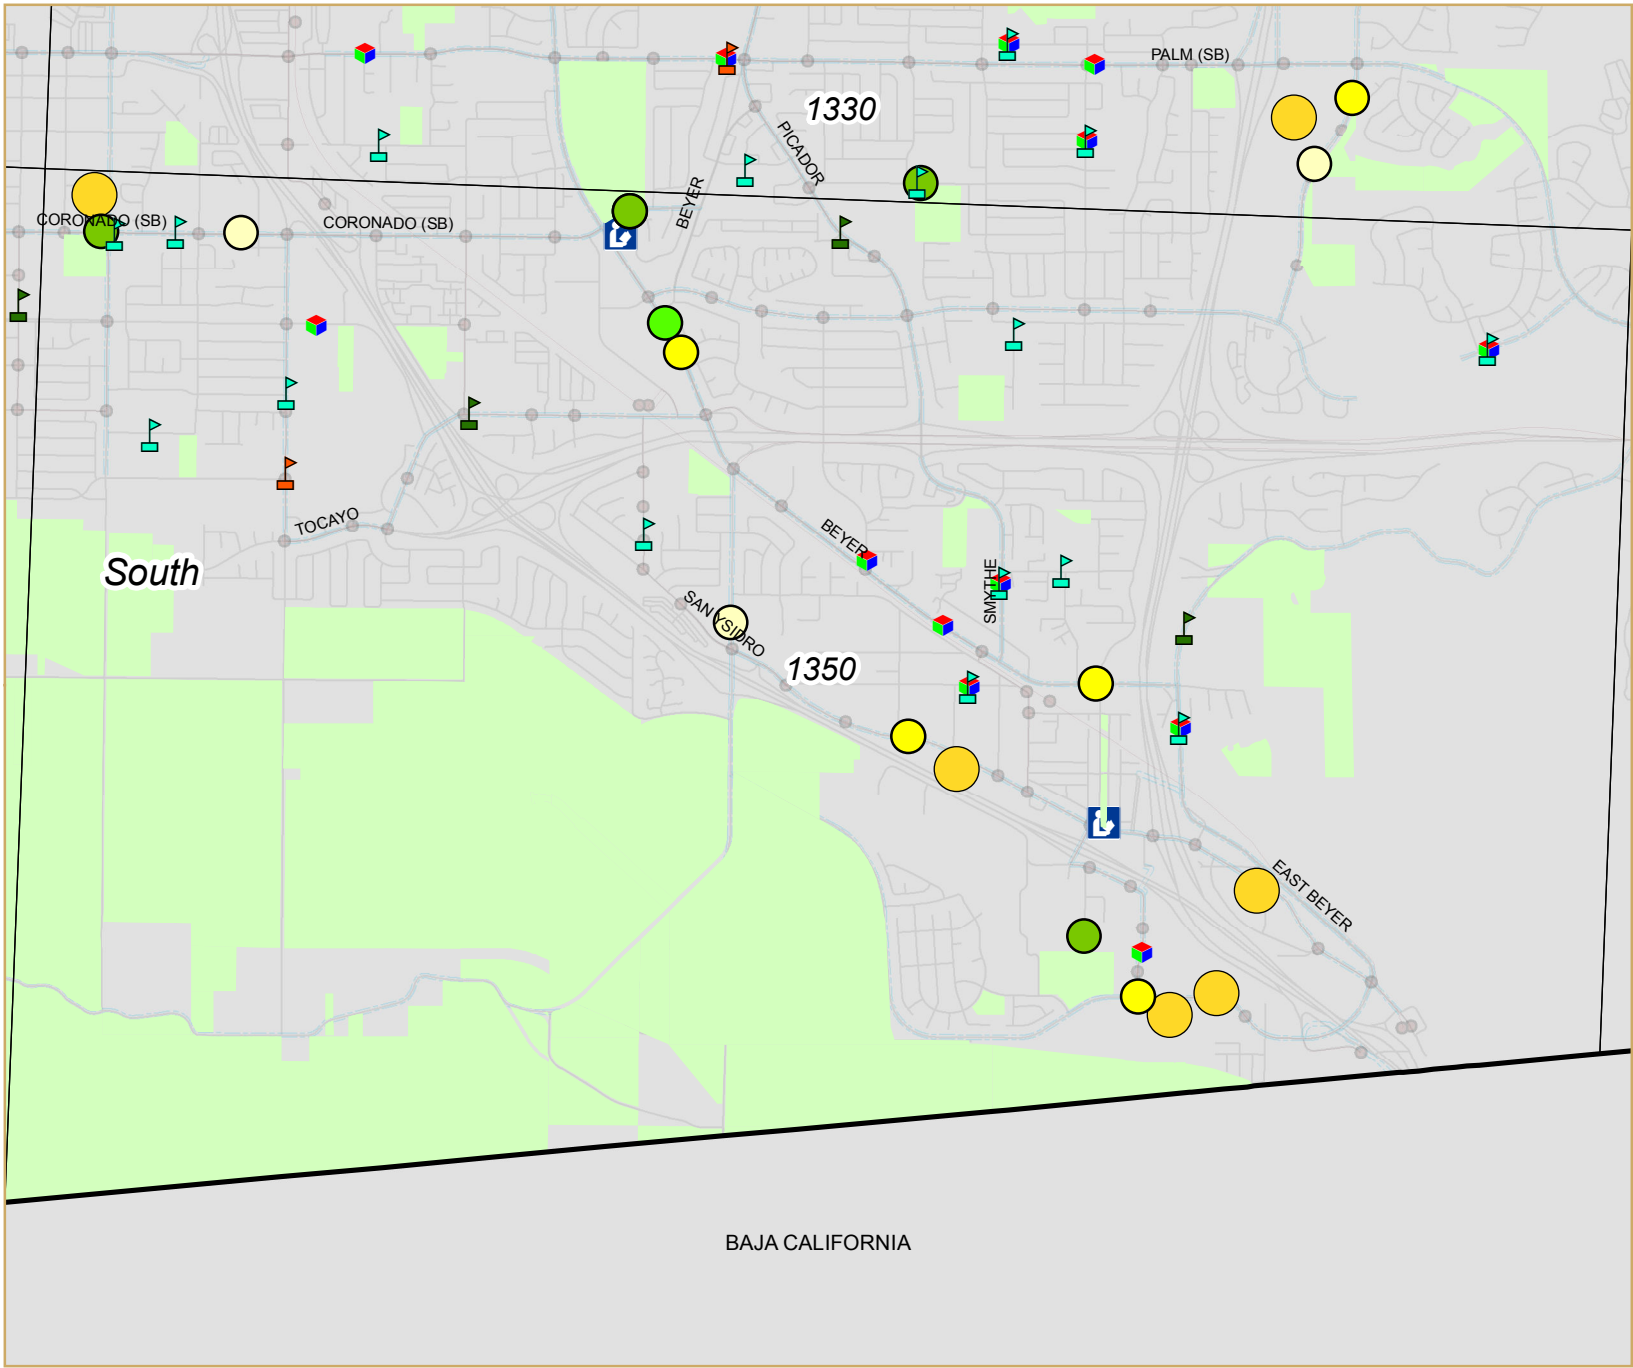 PALM (SB)
1330
PICADOR
BEYER
CORONADO (SB)
CORONADO (SB)
TOCAYO
BEYER
South
SMYTHE
SAN YSIDRO
1350
EAST BEYER
BAJA CALIFORNIA